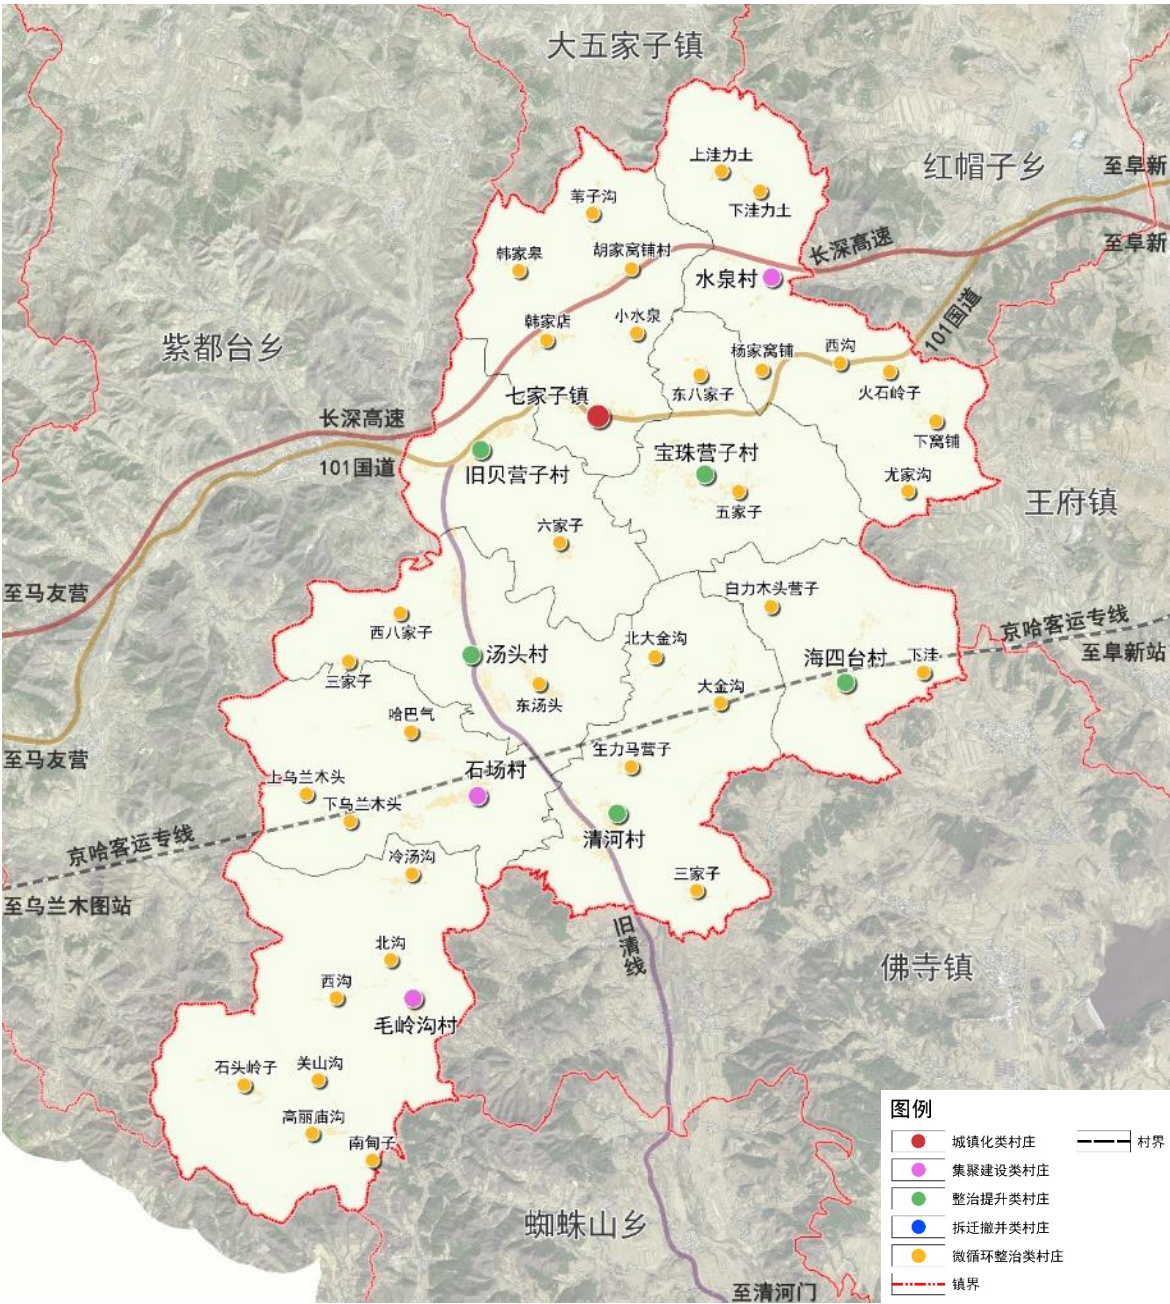 大五家子镇
上洼力土
红帽子乡
至阜新
苇子沟
下洼力土
韩家皋
胡家窝铺村
长深高速
至阜新
水泉村
韩家店
小水泉
101国道
紫都台乡
杨家窝铺
西沟
东八家子
火石岭子
七家子镇
长深高速
下窝铺
101国道
旧贝营子村
宝珠营子村
尤家沟
王府镇
五家子
六家子
至马友营
白力木头营子
京哈客运专线
西八家子
北大金沟
汤头村
海四台村
下洼
至阜新站
三家子
东汤头
大金沟
哈巴气
至马友营
石场村
生力马营子
上乌兰木头
下乌兰木头
京哈客运专线
清河村
冷汤沟
三家子
至乌兰木图站
旧清线
北沟
佛寺镇
西沟
毛岭沟村
石头岭子
关山沟
高丽庙沟
南甸子
蜘蛛山乡
至清河门
图例
城镇化类村庄
村界
集聚建设类村庄
整治提升类村庄
拆迁撤并类村庄
微循环整治类村庄
镇界